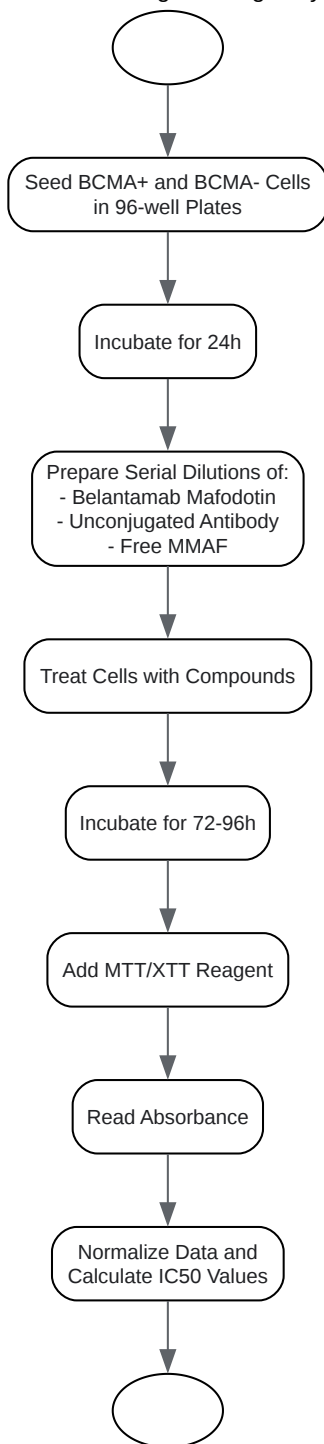 Seed BCMA+ and BCMA- Cells
in 96-well Plates
Incubate for 24h
Prepare Serial Dilutions of:
- Belantamab Mafodotin
- Unconjugated Antibody
- Free MMAF
Treat Cells with Compounds
Incubate for 72-96h
Add MTT/XTT Reagent
Read Absorbance
Normalize Data and
Calculate IC50 Values